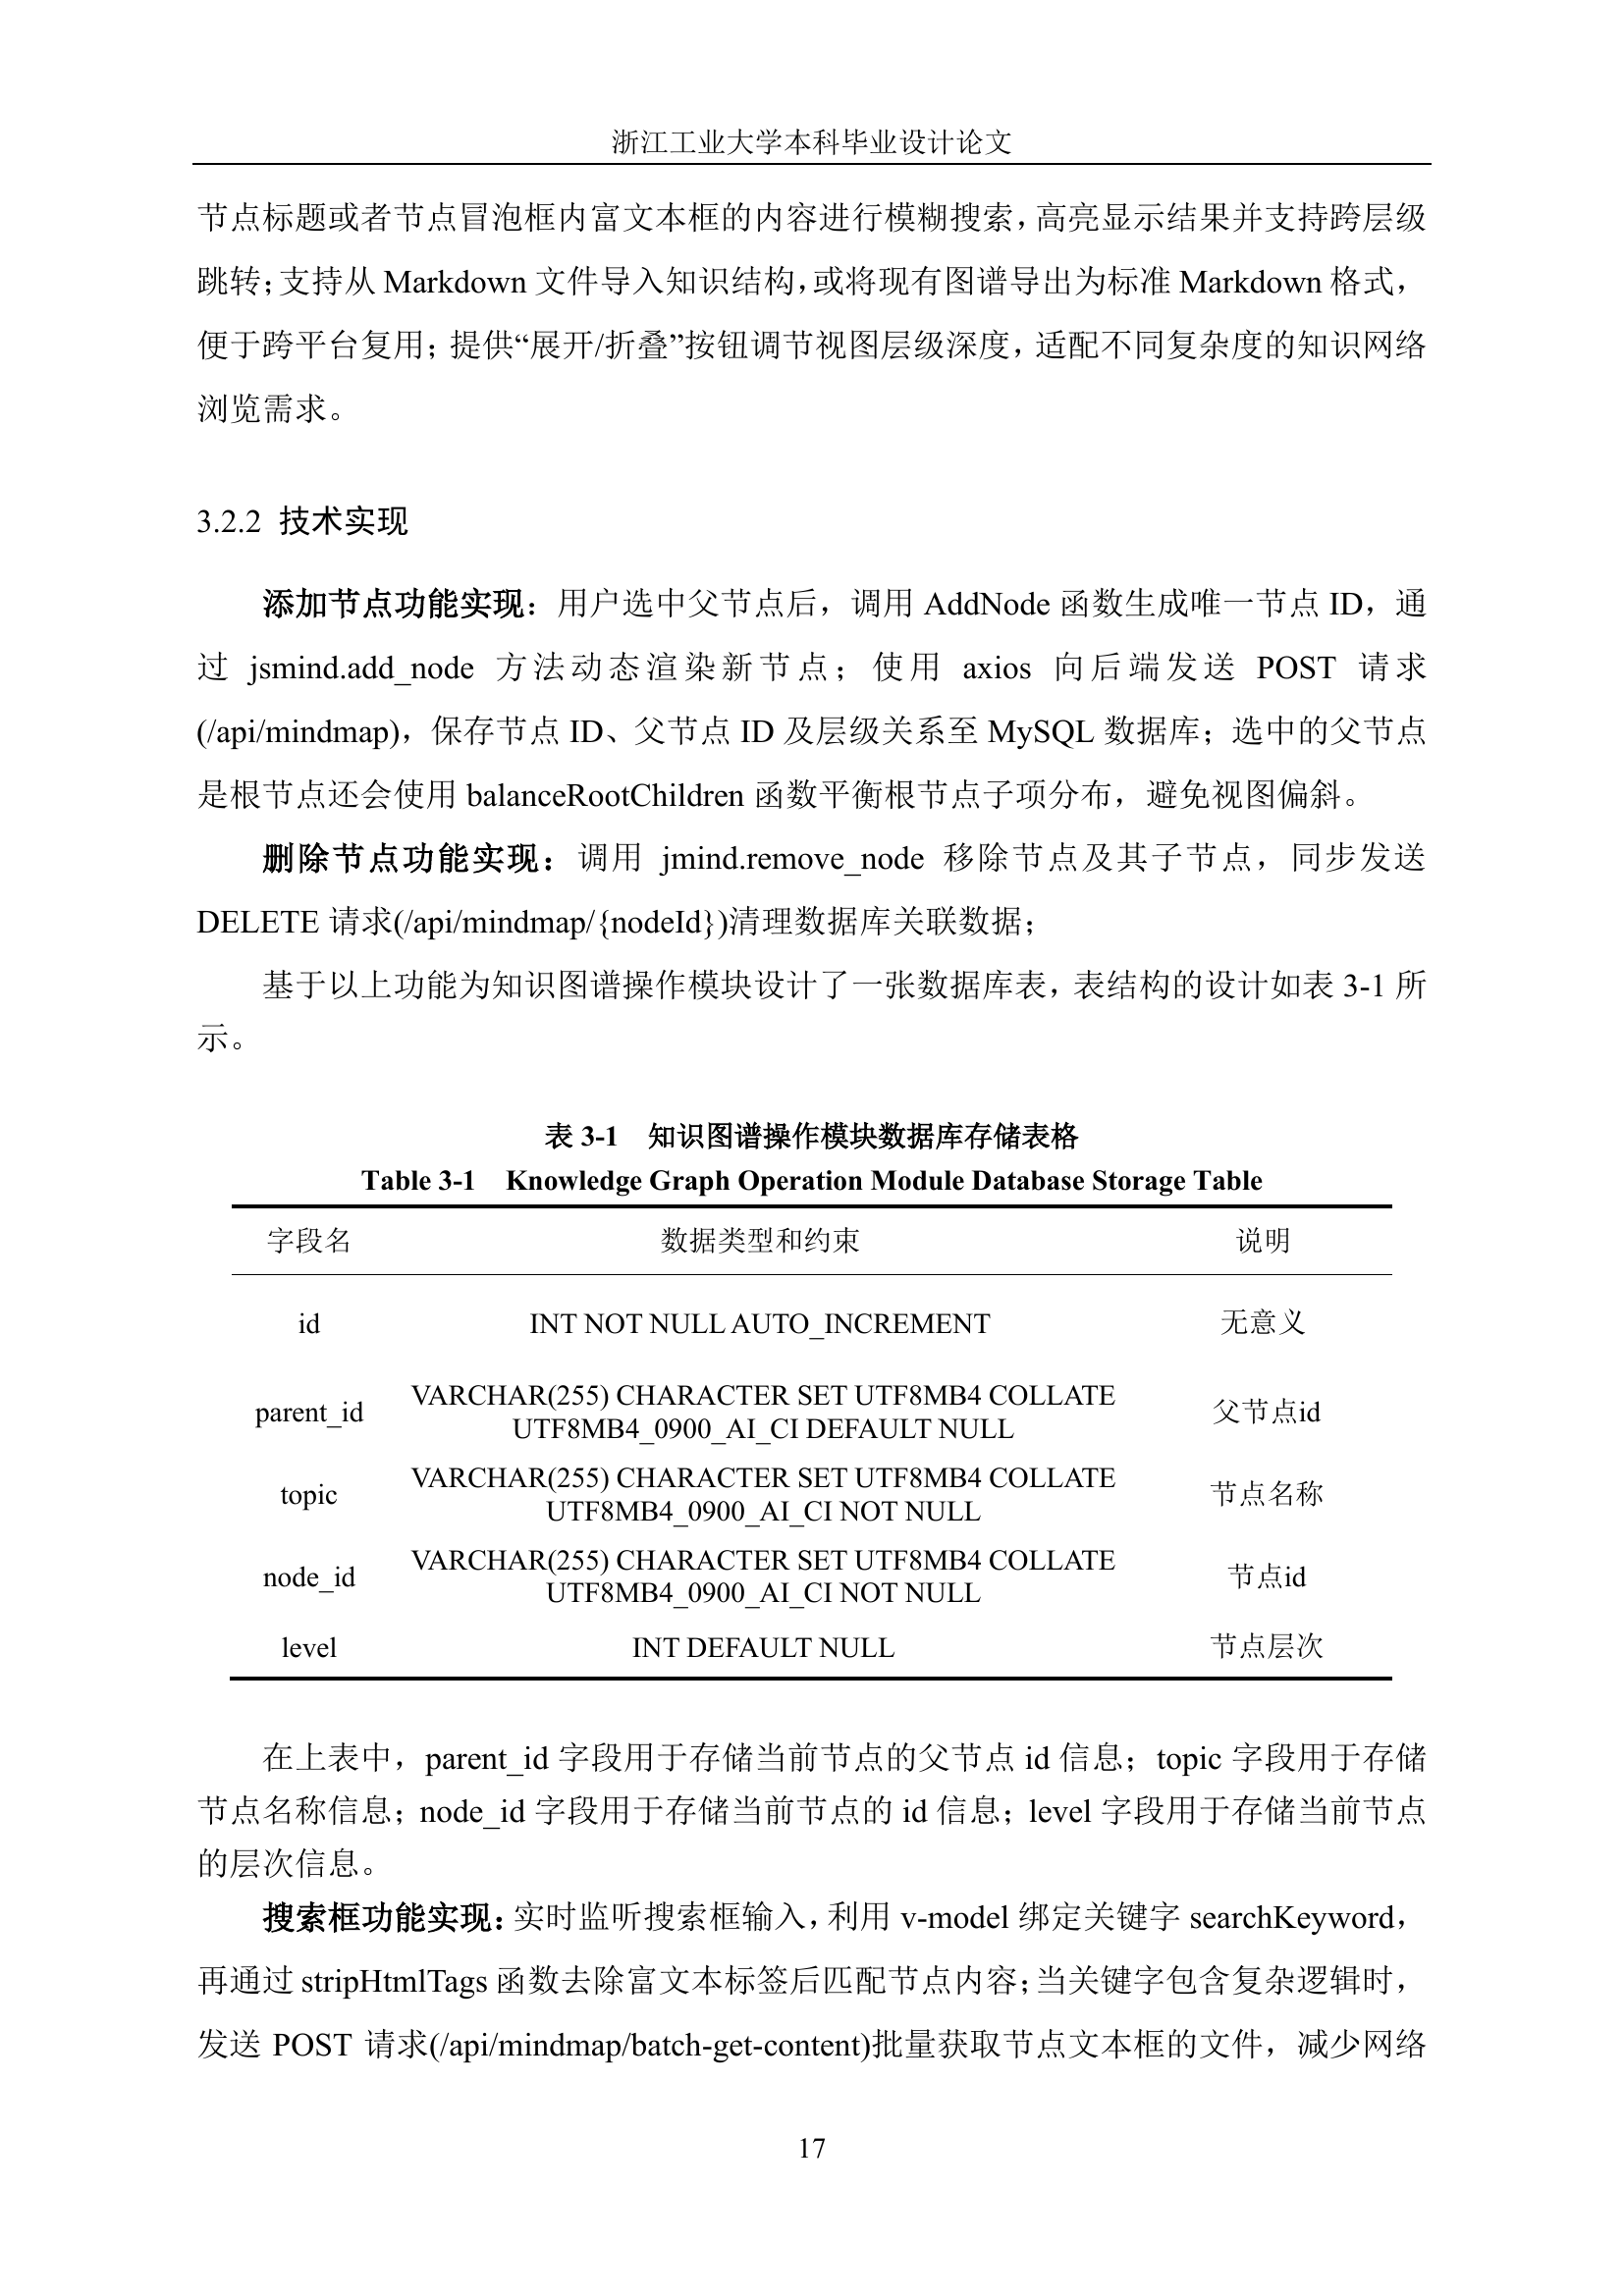 浙江工业大学本科毕业设计论文
节点标题或者节点冒泡框内富文本框的内容进行模糊搜索，高亮显示结果并支持跨层级
跳转；支持从 Markdown 文件导入知识结构，或将现有图谱导出为标准 Markdown 格式，
便于跨平台复用；提供“展开/折叠”按钮调节视图层级深度，适配不同复杂度的知识网络
浏览需求。
3.2.2 技术实现
添加节点功能实现：用户选中父节点后，调用 AddNode 函数生成唯一节点 ID，通
过 jsmind.add_node 方法动态渲染新节点；使用 axios 向后端发送 POST 请求
(/api/mindmap)，保存节点 ID、父节点 ID 及层级关系至 MySQL 数据库；选中的父节点
是根节点还会使用 balanceRootChildren 函数平衡根节点子项分布，避免视图偏斜。
删除节点功能实现：调用 jmind.remove_node 移除节点及其子节点，同步发送
DELETE 请求(/api/mindmap/{nodeId})清理数据库关联数据；
基于以上功能为知识图谱操作模块设计了一张数据库表，表结构的设计如表 3-1 所
示。
表 3-1 知识图谱操作模块数据库存储表格
Table 3-1 Knowledge Graph Operation Module Database Storage Table
字段名 数据类型和约束 说明
id INT NOT NULL AUTO_INCREMENT 无意义
parent_id VARCHAR(255) CHARACTER SET UTF8MB4 COLLATE
UTF8MB4_0900_AI_CI DEFAULT NULL 父节点id
topic VARCHAR(255) CHARACTER SET UTF8MB4 COLLATE
UTF8MB4_0900_AI_CI NOT NULL 节点名称
node_id VARCHAR(255) CHARACTER SET UTF8MB4 COLLATE
UTF8MB4_0900_AI_CI NOT NULL 节点id
level INT DEFAULT NULL 节点层次
在上表中，parent_id 字段用于存储当前节点的父节点 id 信息；topic 字段用于存储
节点名称信息；node_id 字段用于存储当前节点的 id 信息；level 字段用于存储当前节点
的层次信息。
搜索框功能实现：实时监听搜索框输入，利用 v-model 绑定关键字 searchKeyword，
再通过 stripHtmlTags 函数去除富文本标签后匹配节点内容；当关键字包含复杂逻辑时，
发送 POST 请求(/api/mindmap/batch-get-content)批量获取节点文本框的文件，减少网络
17